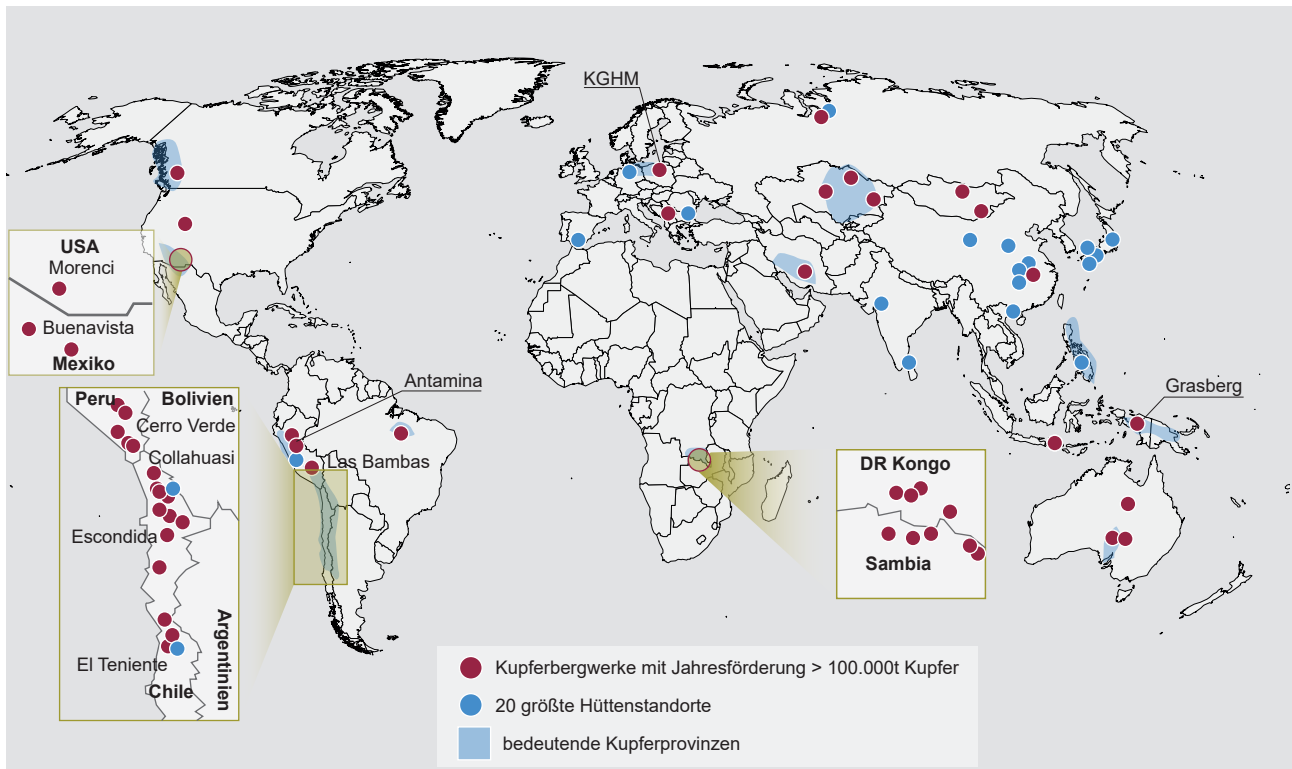 KGHM
USA
Morenci
Buenavista
Mexiko
Antamina
Grasberg
Peru
Bolivien
Cerro Verde
Collahuasi
Las Bambas
Escondida
Argentinien
El Teniente
Chile
DR Kongo
Sambia
Kupferbergwerke mit Jahresförderung > 100.000t Kupfer
20 größte Hüttenstandorte
bedeutende Kupferprovinzen